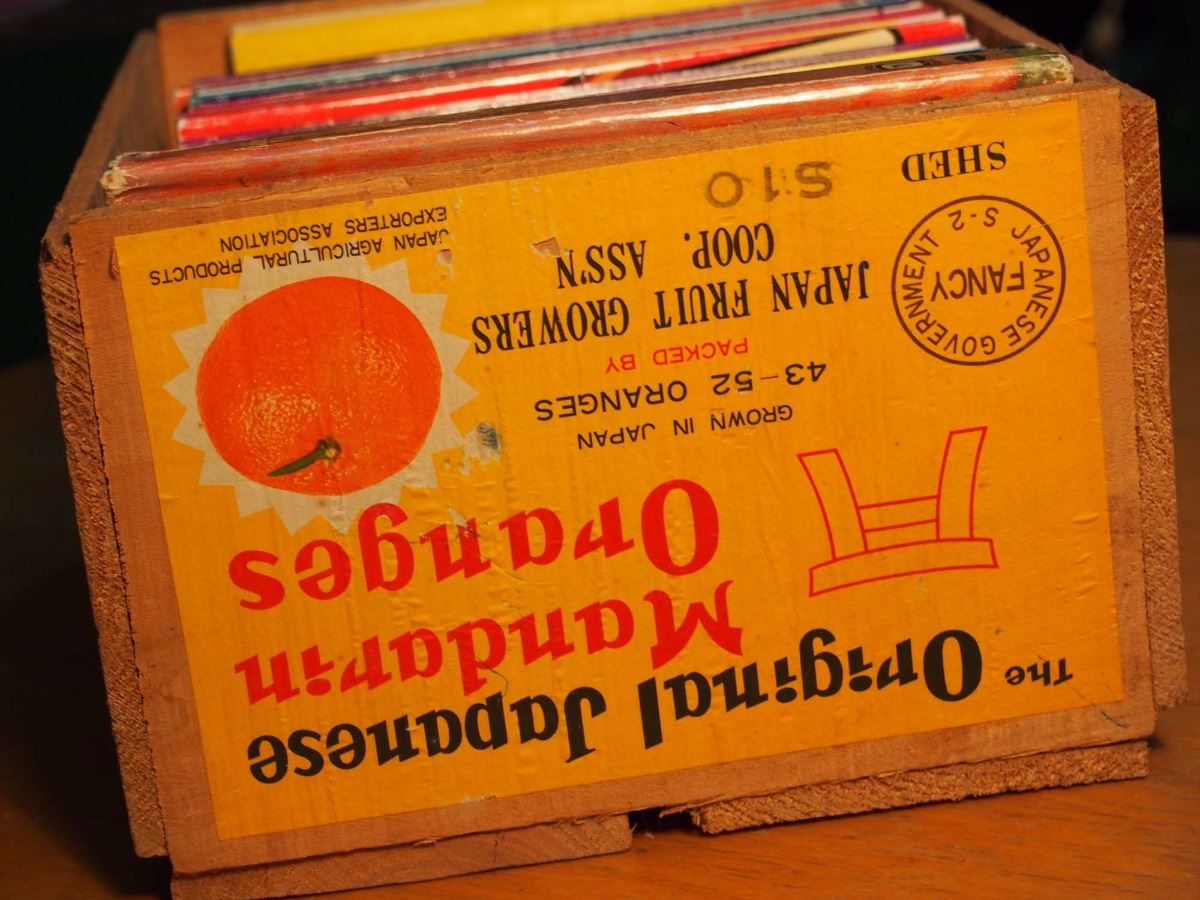 The Original Japanese
Mandarin
Oranges
GROWN IN JAPAN
43-52 ORANGES
PACKED BY
JAPAN FRUIT GROWERS
COOP. ASS'N
S10
JAPANESE GOVERNMENT S-2
FANCY
SHED
JAPAN AGRICULTURAL PRODUCTS
EXPORTERS ASSOCIATION